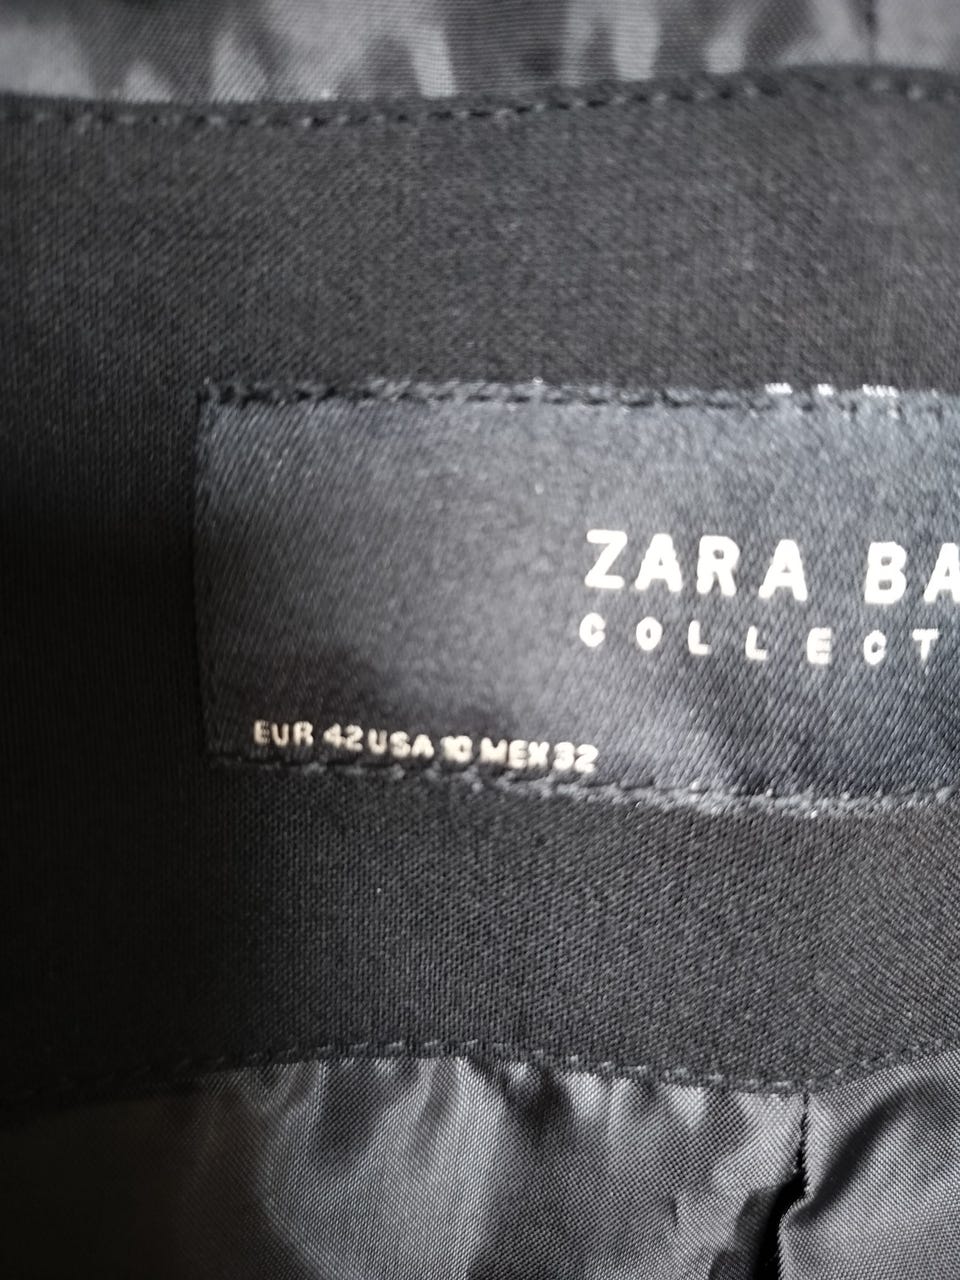 ZARA BA
COLLECT
EUR 42 USA 10 MEX 32